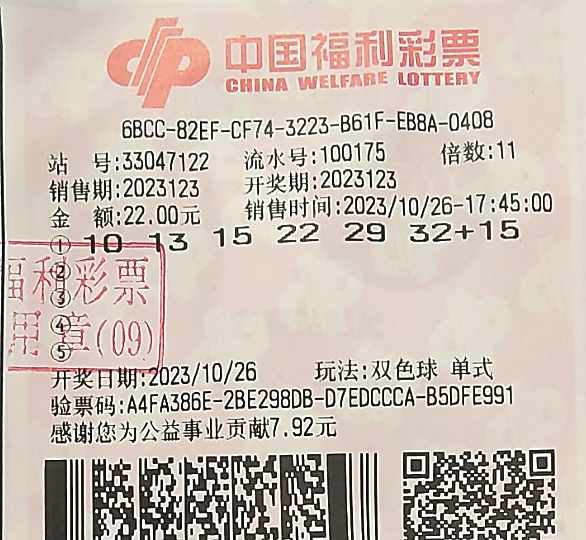 中国福利彩票
CHINA WELFARE LOTTERY
6BCC-82EF-CF74-3223-B61F-EB8A-0408
站 号:33047122 流水号:100175 倍数:11
销售期:2023123 开奖期:2023123
金 额:22.00元 销售时间:2023/10/26-17:45:00
① 10 13 15 22 29 32+15
②
③
④
⑤
福利彩票
用章(09)
开奖日期:2023/10/26 玩法:双色球 单式
验票码:A4FA386E-2BE298DB-D7EDCCCA-B5DFE991
感谢您为公益事业贡献7.92元